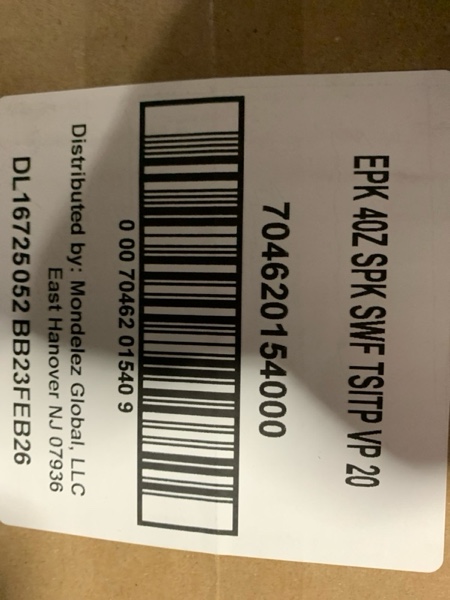 EPK 4OZ SPK SWF TSITP VP 20
704620154000
0 00 70462 01540 9
Distributed by: Mondelez Global, LLC
East Hanover NJ 07936
DL16725052 BB23FEB26